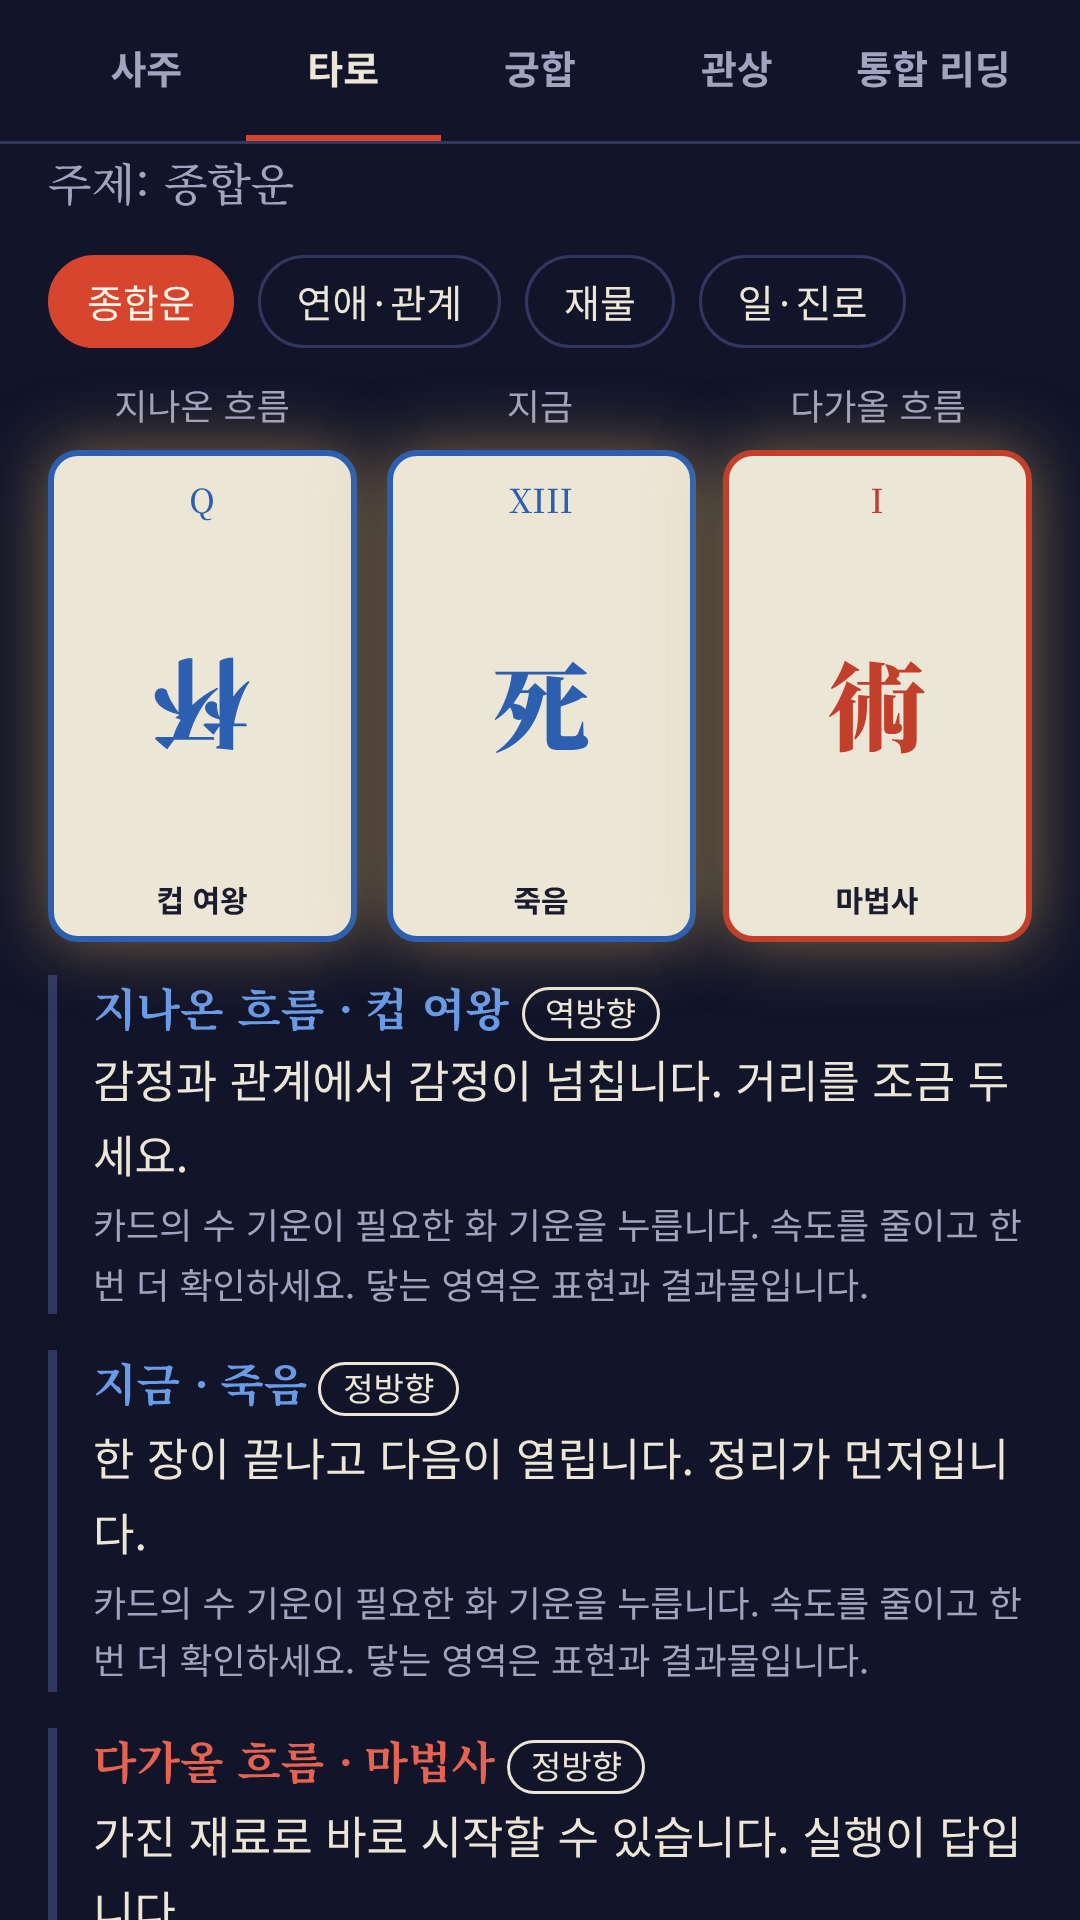 사주 타로 궁합 관상 통합 리딩
주제: 종합운
종합운 연애·관계 재물 일·진로
지나온 흐름 지금 다가올 흐름
Q XIII I
杯 死 術
컵 여왕 죽음 마법사
지나온 흐름 · 컵 여왕 역방향
감정과 관계에서 감정이 넘칩니다. 거리를 조금 두
세요.
카드의 수 기운이 필요한 화 기운을 누릅니다. 속도를 줄이고 한
번 더 확인하세요. 닿는 영역은 표현과 결과물입니다.
지금 · 죽음 정방향
한 장이 끝나고 다음이 열립니다. 정리가 먼저입니
다.
카드의 수 기운이 필요한 화 기운을 누릅니다. 속도를 줄이고 한
번 더 확인하세요. 닿는 영역은 표현과 결과물입니다.
다가올 흐름 · 마법사 정방향
가진 재료로 바로 시작할 수 있습니다. 실행이 답입
니다